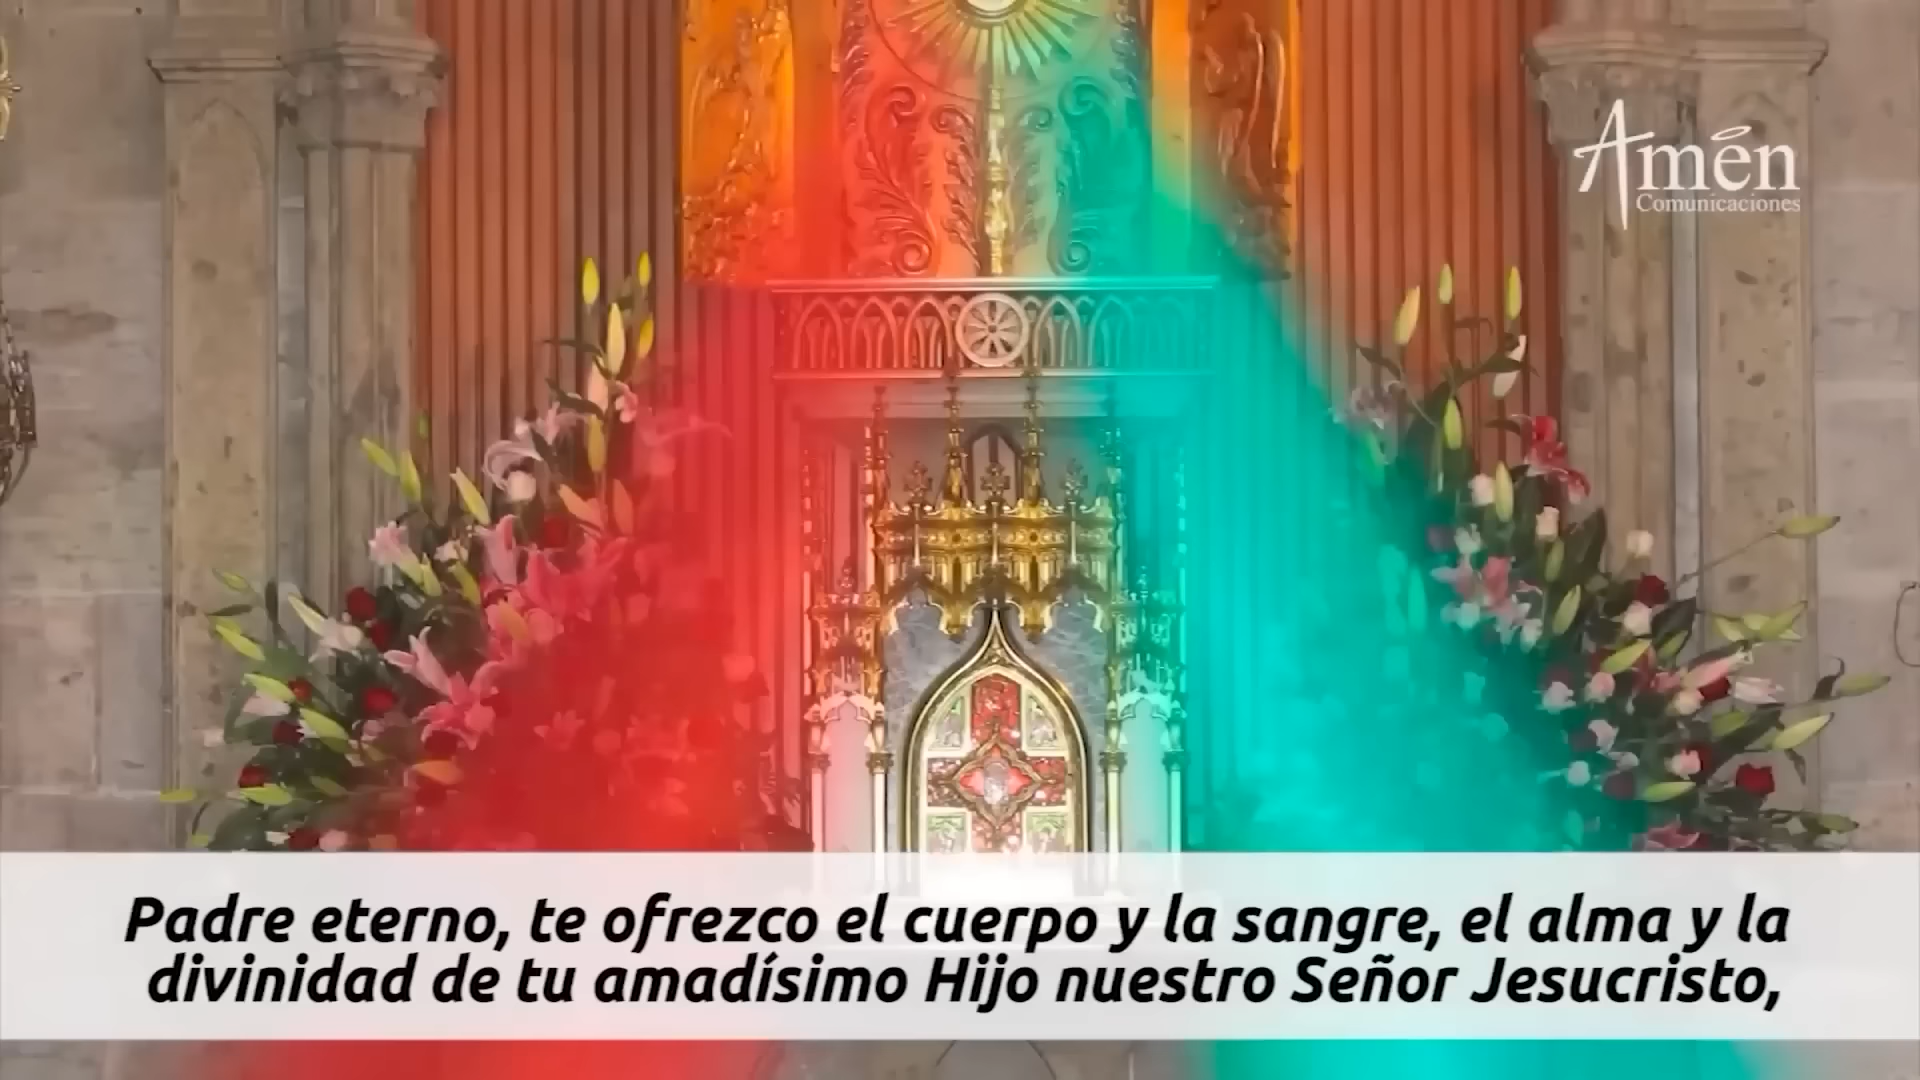 Amén
Comunicaciones
Padre eterno, te ofrezco el cuerpo y la sangre, el alma y la
divinidad de tu amadísimo Hijo nuestro Señor Jesucristo,